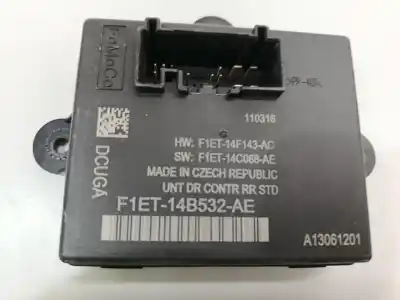 FoMoCo
110316
HW: F1ET-14F143-AC
SW: F1ET-14C068-AE
MADE IN CZECH REPUBLIC
UNT DR CONTR RR STD
DCUGA
F1ET-14B532-AE
A13061201